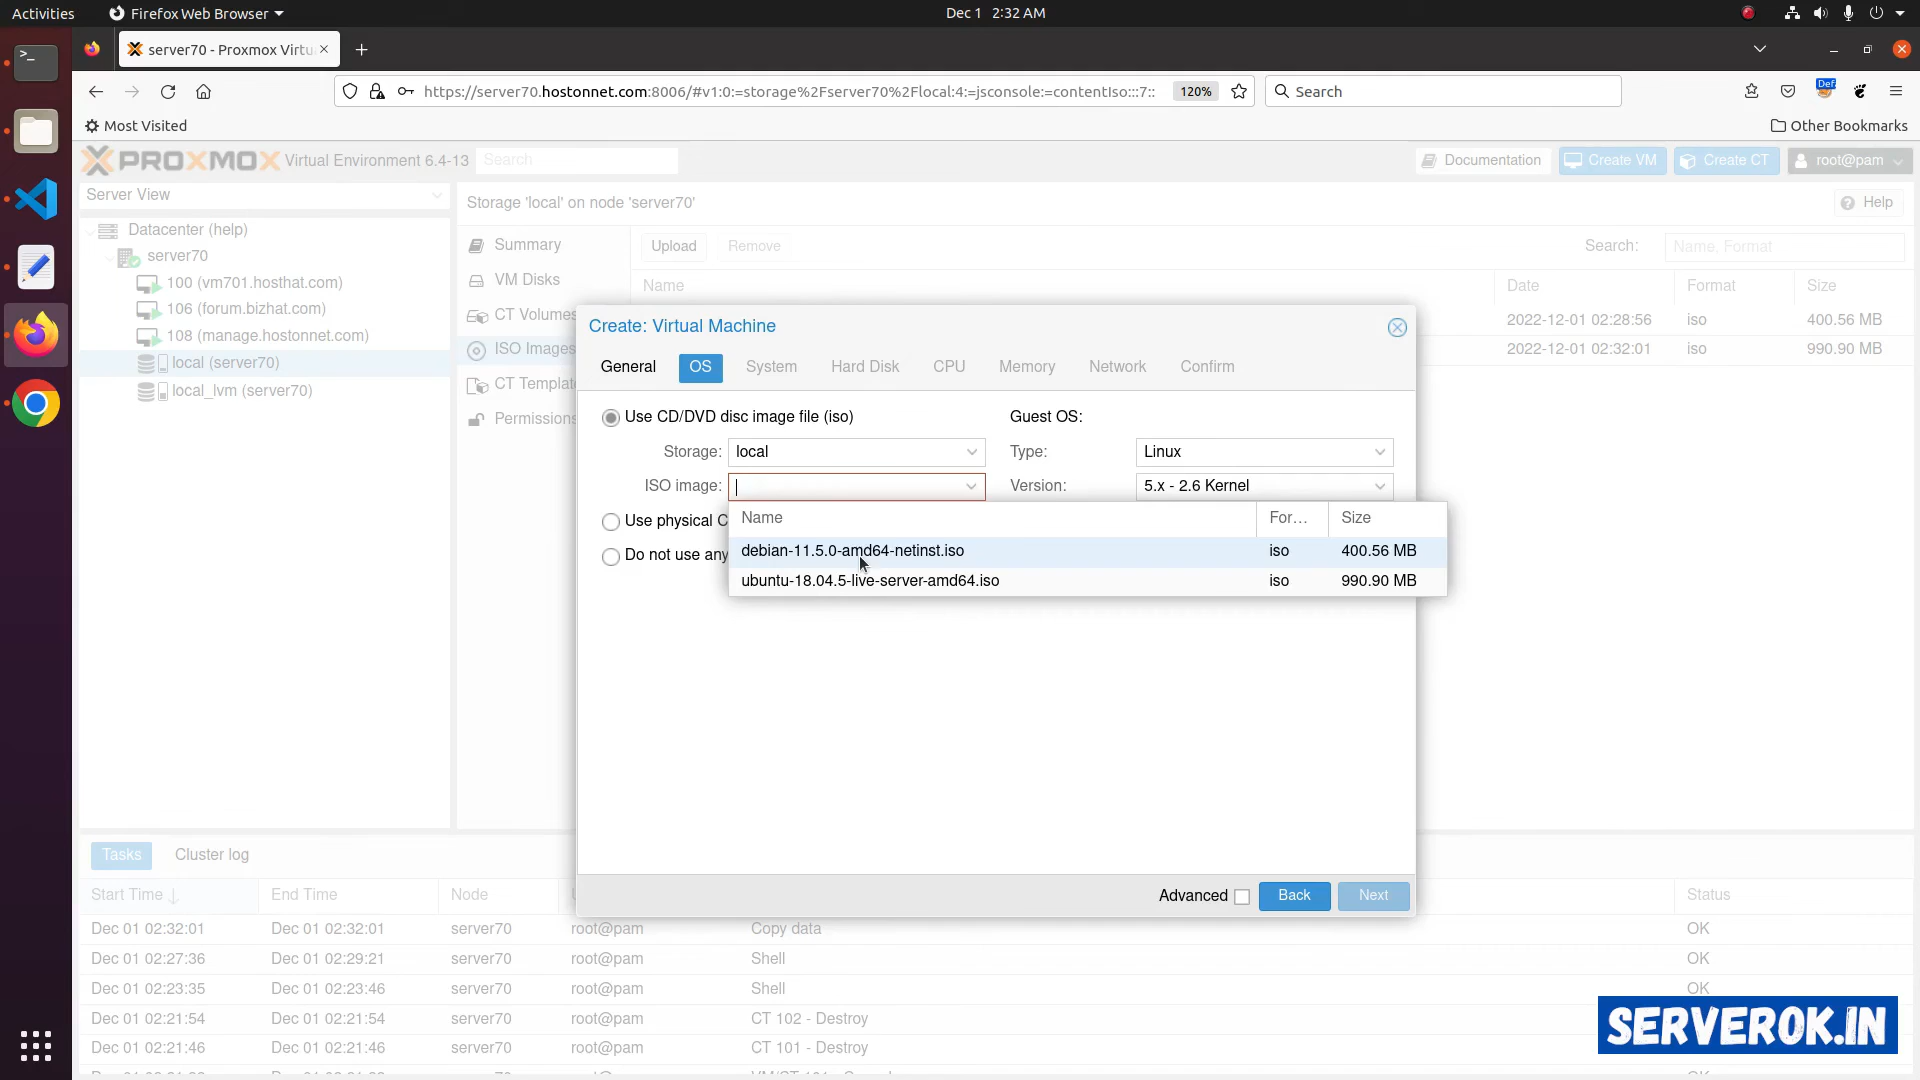 Activities
Firefox Web Browser
Dec 1 2:32 AM
server70 - Proxmox Virtu
https://server70.hostonnet.com:8006/#v1:0:=storage%2Fserver70%2Flocal:4:=jsconsole:=contentIso:::7::
120%
Search
Def
Most Visited
Other Bookmarks
PROXMOX Virtual Environment 6.4-13
Search
Documentation
Create VM
Create CT
root@pam
Server View
Storage 'local' on node 'server70'
Help
Datacenter (help)
server70
100 (vm701.hosthat.com)
106 (forum.bizhat.com)
108 (manage.hostonnet.com)
local (server70)
local_lvm (server70)
Summary
VM Disks
CT Volumes
ISO Images
CT Templat
Permissions
Upload
Remove
Search:
Name, Format
Name
Date
Format
Size
2022-12-01 02:28:56
iso
400.56 MB
2022-12-01 02:32:01
iso
990.90 MB
Create: Virtual Machine
General
OS
System
Hard Disk
CPU
Memory
Network
Confirm
Use CD/DVD disc image file (iso)
Guest OS:
Storage:
local
Type:
Linux
ISO image:
Version:
5.x - 2.6 Kernel
Use physical C
Do not use any
Name
For...
Size
debian-11.5.0-amd64-netinst.iso
iso
400.56 MB
ubuntu-18.04.5-live-server-amd64.iso
iso
990.90 MB
Advanced
Back
Next
Tasks
Cluster log
Start Time
End Time
Node
Status
Dec 01 02:32:01 Dec 01 02:32:01 server70 root@pam Copy data OK
Dec 01 02:27:36 Dec 01 02:29:21 server70 root@pam Shell OK
Dec 01 02:23:35 Dec 01 02:23:46 server70 root@pam Shell OK
Dec 01 02:21:54 Dec 01 02:21:54 server70 root@pam CT 102 - Destroy
Dec 01 02:21:46 Dec 01 02:21:46 server70 root@pam CT 101 - Destroy
SERVEROK.IN